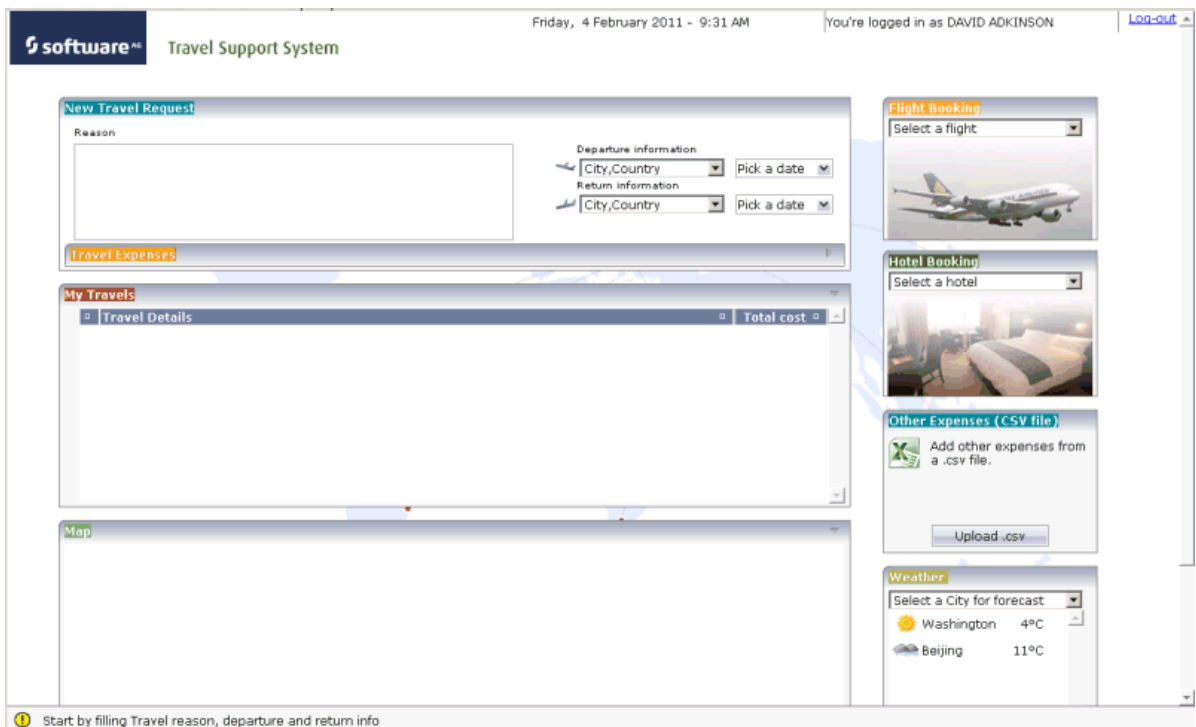 Friday, 4 February 2011 - 9:31 AM
You're logged in as DAVID ADKINSON
Log-out
software AG
Travel Support System
New Travel Request
Reason
Departure information
City,Country
Pick a date
Return information
City,Country
Pick a date
Travel Expenses
My Travels
Travel Details
Total cost
Map
Flight Booking
Select a flight
Hotel Booking
Select a hotel
Other Expenses (CSV file)
Add other expenses from
a .csv file.
Upload .csv
Weather
Select a City for forecast
Washington 4°C
Beijing 11°C
Start by filling Travel reason, departure and return info